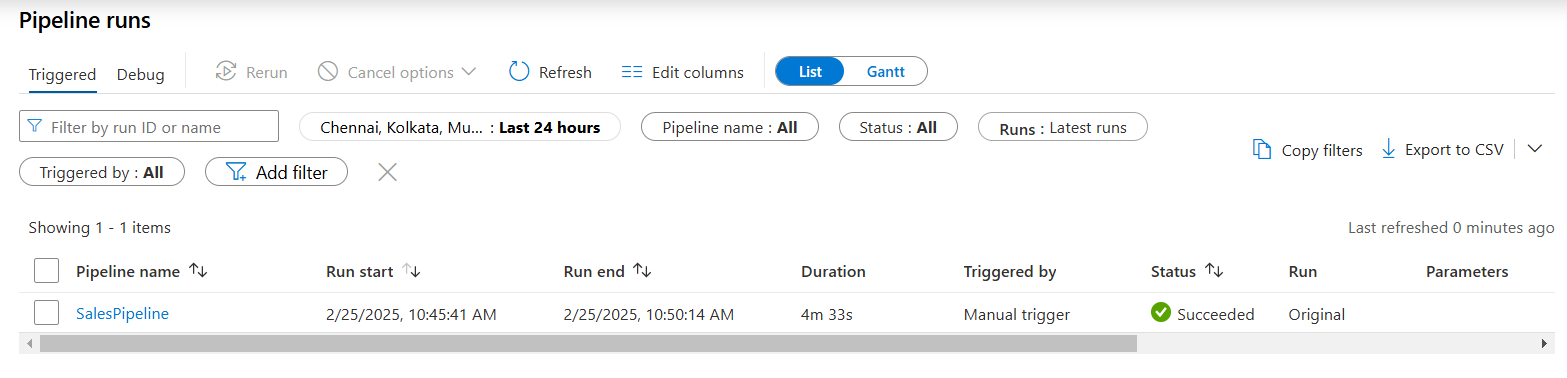 Pipeline runs
Triggered Debug Rerun Cancel options Refresh Edit columns List Gantt
Filter by run ID or name Chennai, Kolkata, Mu... : Last 24 hours Pipeline name : All Status : All Runs : Latest runs
Copy filters Export to CSV
Triggered by : All Add filter
Showing 1 - 1 items Last refreshed 0 minutes ago
Pipeline name Run start Run end Duration Triggered by Status Run Parameters
SalesPipeline 2/25/2025, 10:45:41 AM 2/25/2025, 10:50:14 AM 4m 33s Manual trigger Succeeded Original